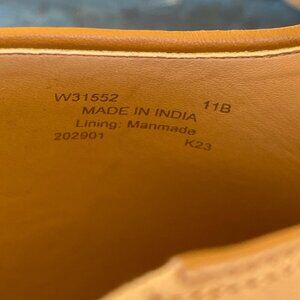 W31552 11B
MADE IN INDIA
Lining: Manmade
202901 K23